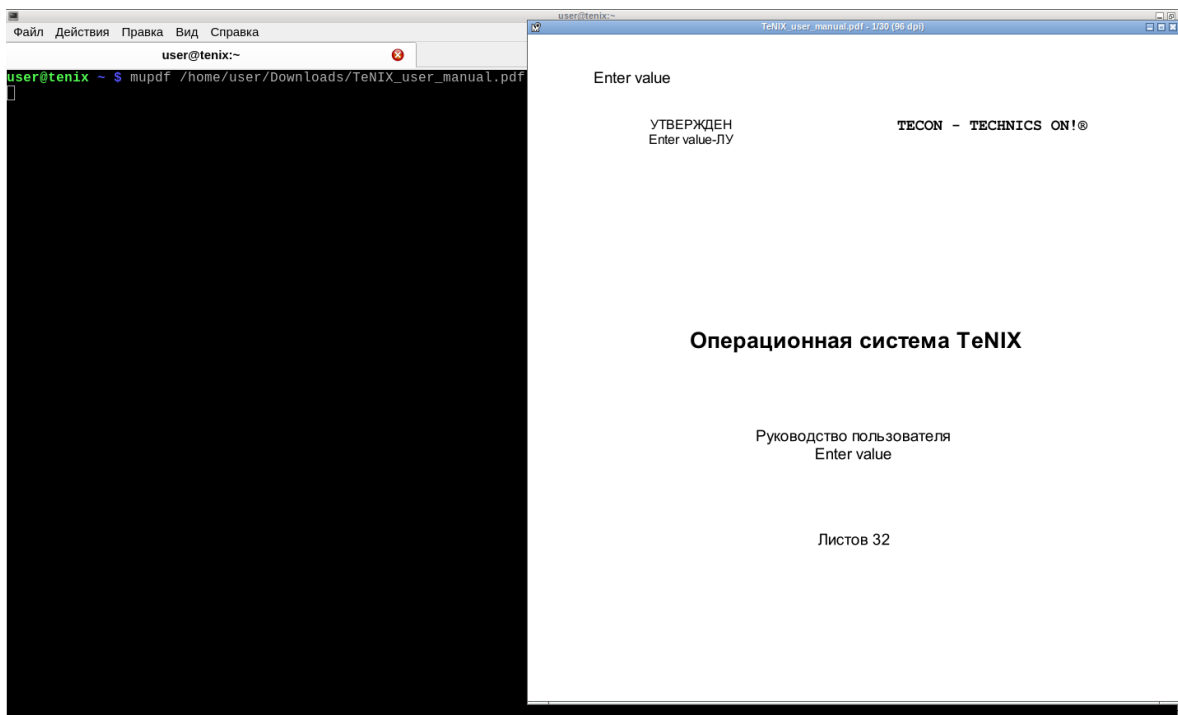 user@tenix:~
Файл Действия Правка Вид Справка
user@tenix:~
user@tenix ~ $ mupdf /home/user/Downloads/TeNIX_user_manual.pdf
TeNIX_user_manual.pdf - 1/30 (96 dpi)
Enter value
УТВЕРЖДЕН
Enter value-ЛУ
TECON - TECHNICS ON!®
Операционная система TeNIX
Руководство пользователя
Enter value
Листов 32